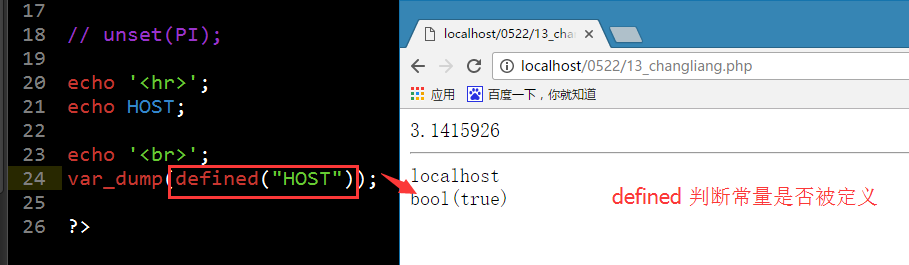 17
18 // unset(PI);
19
20 echo '<hr>';
21 echo HOST;
22
23 echo '<br>';
24 var_dump(defined("HOST"));
25
26 ?>
localhost/0522/13_chan
localhost/0522/13_changliang.php
应用 百度一下，你就知道
3.1415926
localhost
bool(true)
defined 判断常量是否被定义